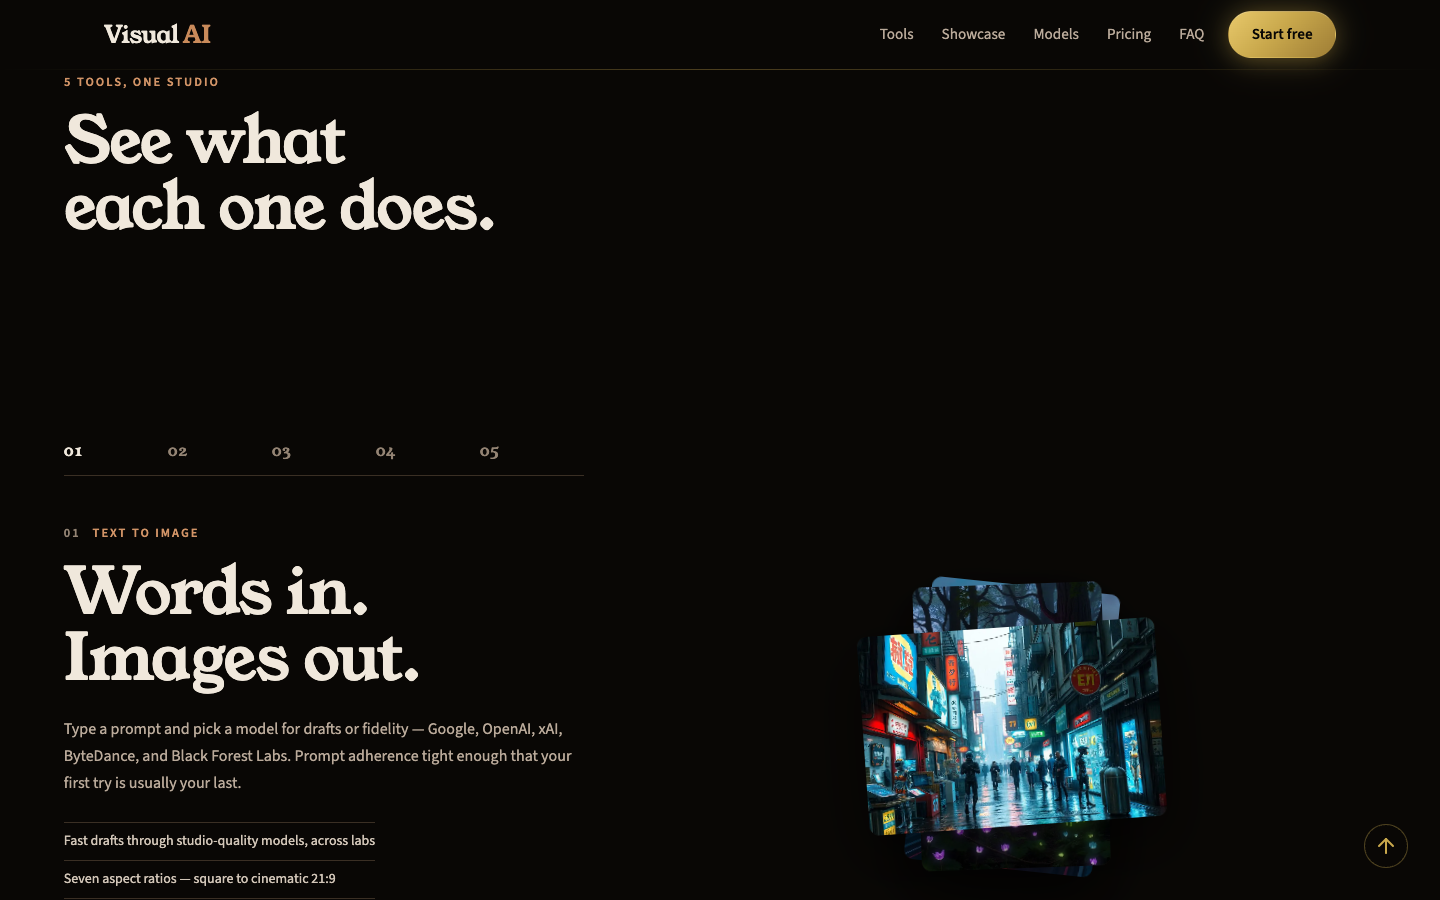 Visual AI
Tools
Showcase
Models
Pricing
FAQ
Start free
5 TOOLS, ONE STUDIO
See what
each one does.
01
02
03
04
05
01 TEXT TO IMAGE
Words in.
Images out.
Type a prompt and pick a model for drafts or fidelity — Google, OpenAI, xAI,
ByteDance, and Black Forest Labs. Prompt adherence tight enough that your
first try is usually your last.
Fast drafts through studio-quality models, across labs
Seven aspect ratios — square to cinematic 21:9